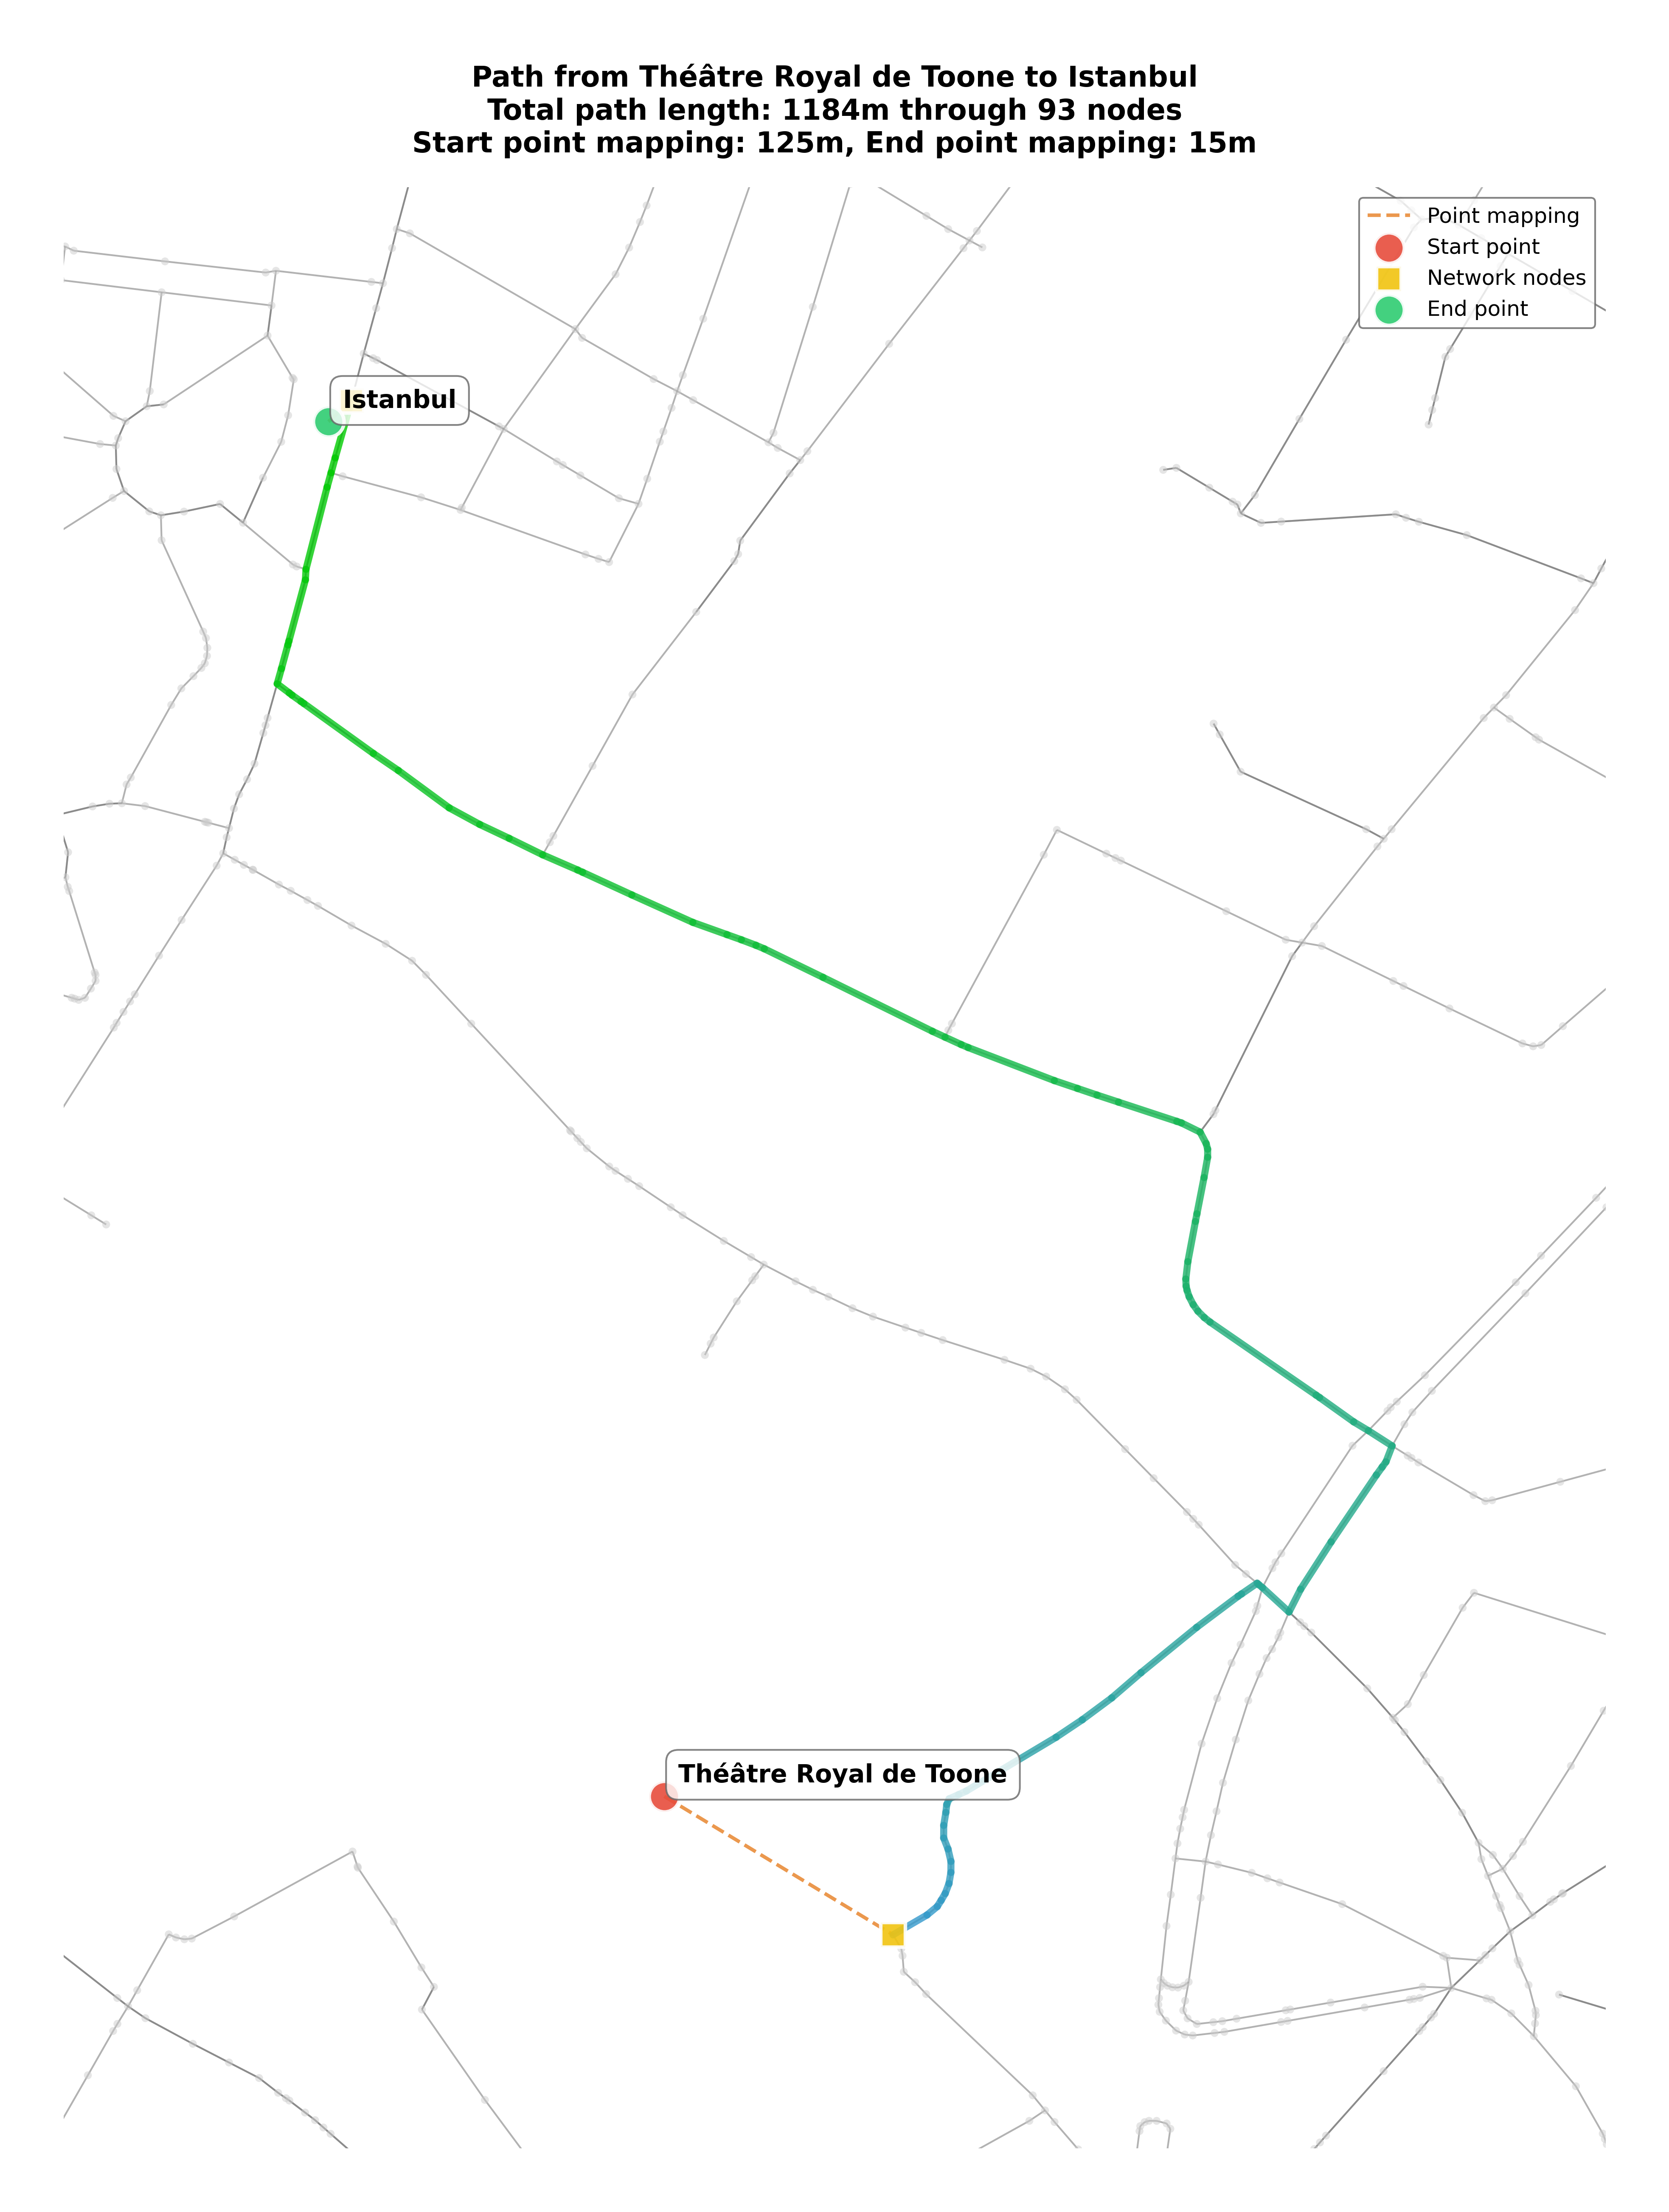 Path from Théâtre Royal de Toone to Istanbul
Total path length: 1184m through 93 nodes
Start point mapping: 125m, End point mapping: 15m
Point mapping
Start point
Network nodes
End point
Istanbul
Théâtre Royal de Toone